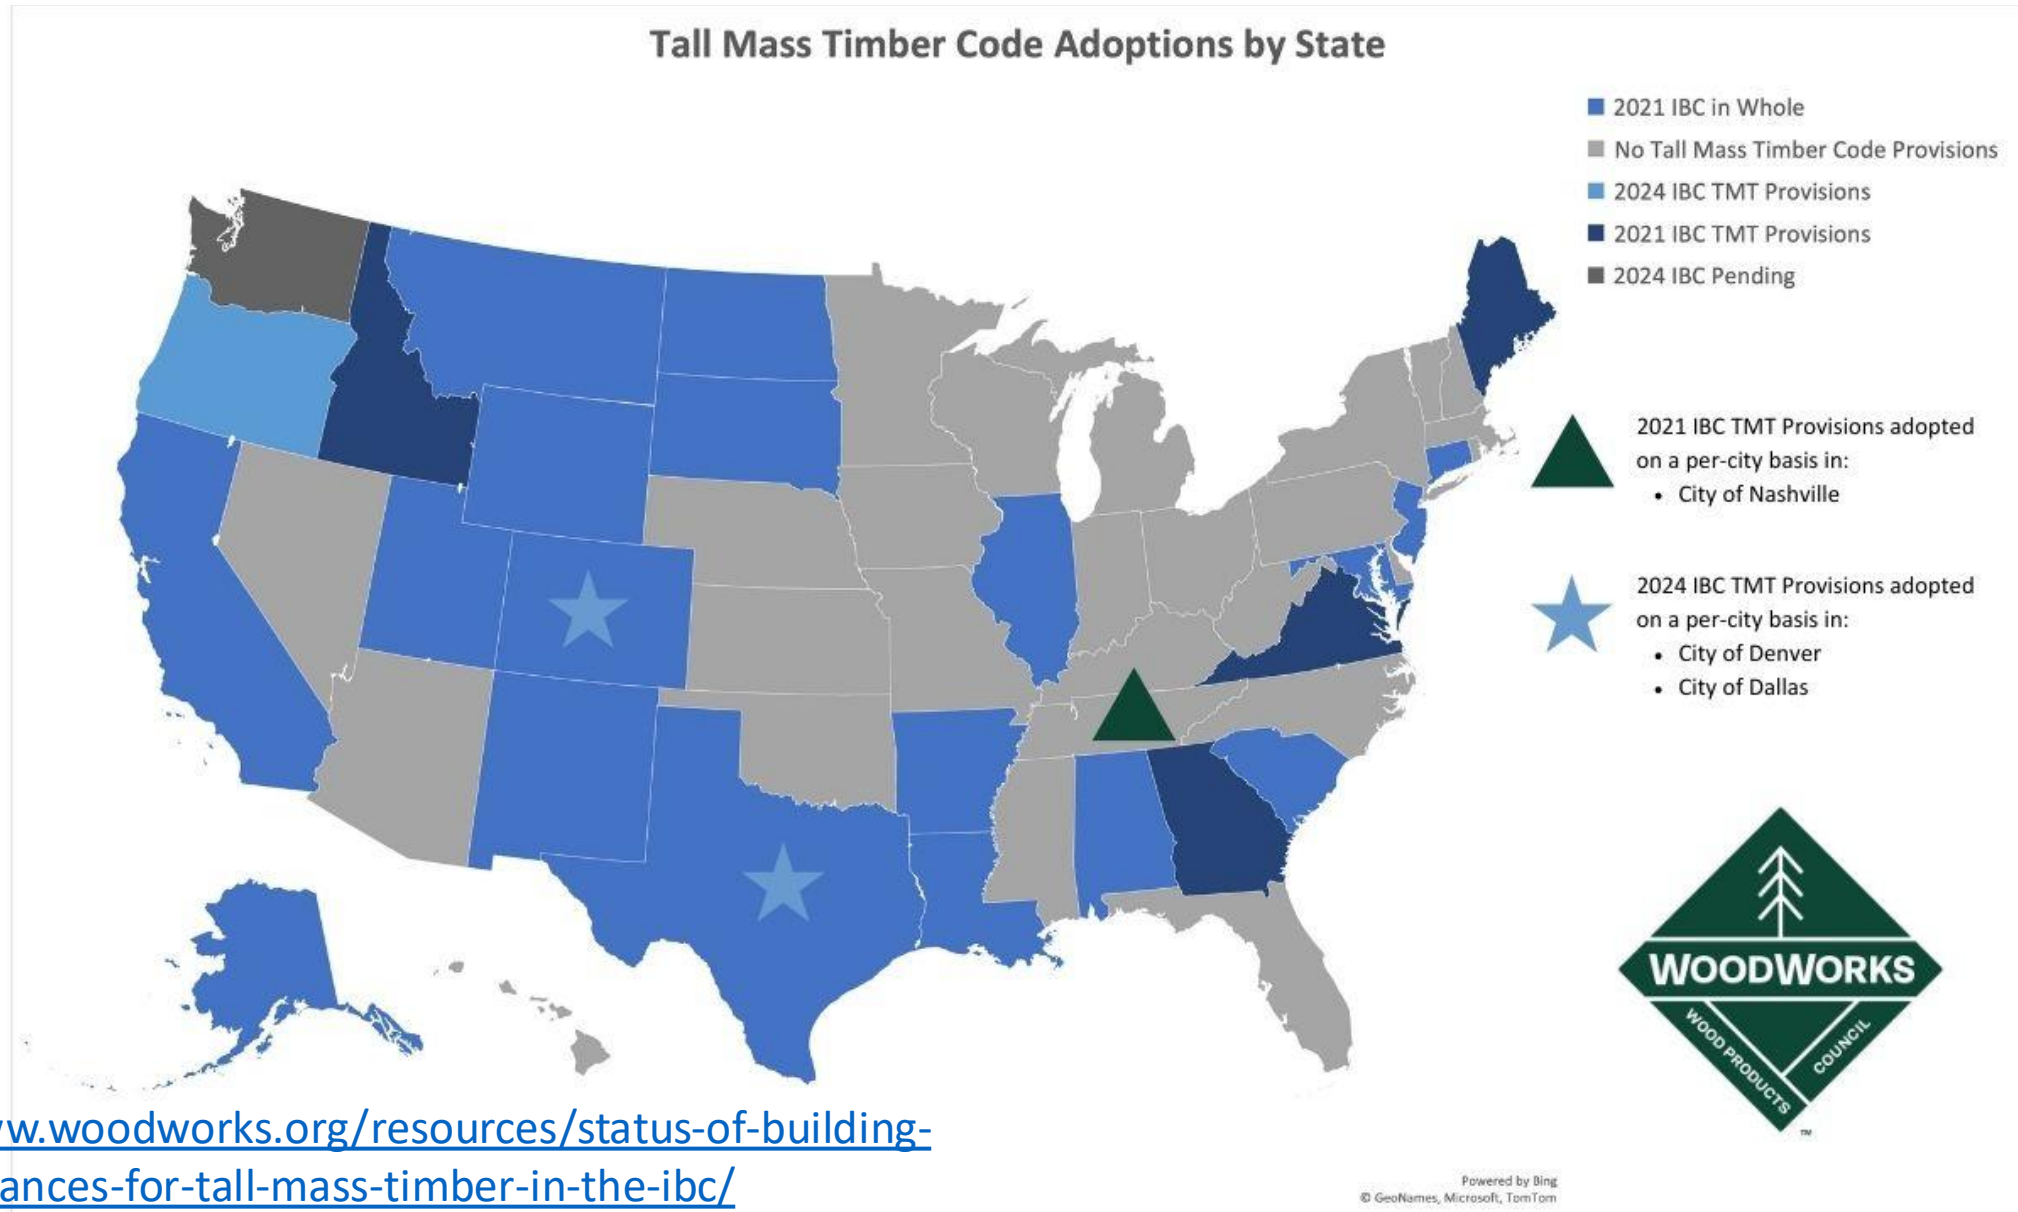 Tall Mass Timber Code Adoptions by State
2021 IBC in Whole
No Tall Mass Timber Code Provisions
2024 IBC TMT Provisions
2021 IBC TMT Provisions
2024 IBC Pending
2021 IBC TMT Provisions adopted
on a per-city basis in:
• City of Nashville
2024 IBC TMT Provisions adopted
on a per-city basis in:
• City of Denver
• City of Dallas
WOODWORKS
WOOD PRODUCTS
COUNCIL
TM
w.woodworks.org/resources/status-of-building-
ances-for-tall-mass-timber-in-the-ibc/
Powered by Bing
© GeoNames, Microsoft, TomTom